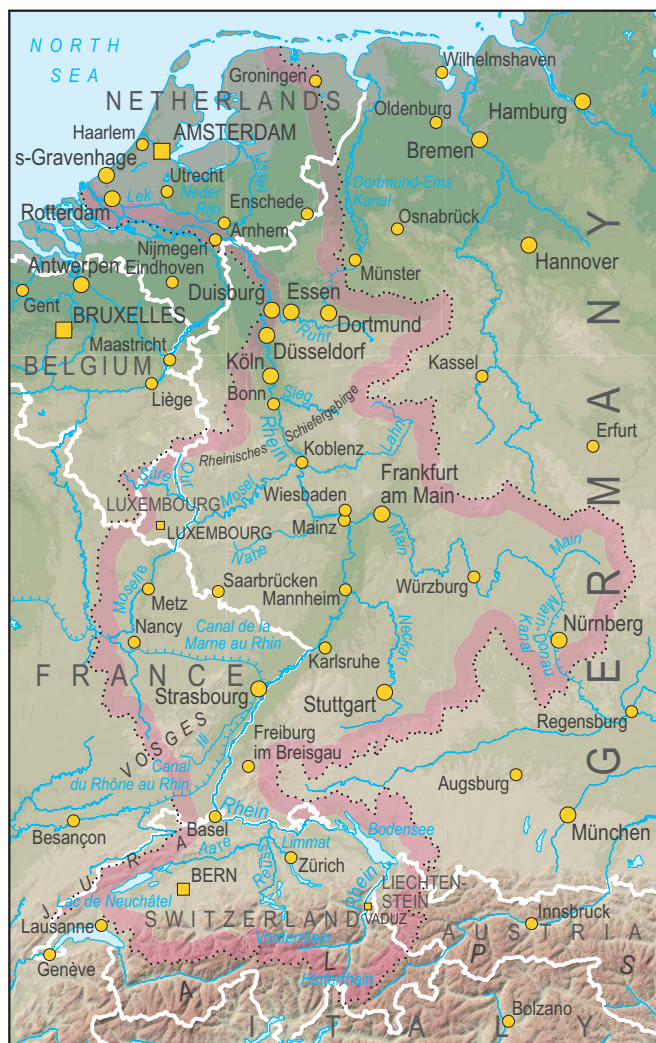 NORTH
SEA
Wilhelmshaven
Groningen
NETHERLANDS
Hamburg
Oldenburg
Haarlem
AMSTERDAM
Bremen
s-Gravenhage
Utrecht
IJssel
Dortmund-Ems
Kanal
Lek
Neder
Rijn
Rotterdam
Enschede
Osnabrück
Arnhem
Nijmegen
Hannover
Antwerpen
Eindhoven
Münster
Gent
Duisburg
Essen
BRUXELLES
Dortmund
Ruhr
Maastricht
Düsseldorf
BELGIUM
Köln
Kassel
Liège
Bonn
Sieg
Rheinisches Schiefergebirge
Rhein
Lahn
Erfurt
Koblenz
Sûre
Our
Mosel
Frankfurt
am Main
Wiesbaden
LUXEMBOURG
LUXEMBOURG
Mainz
Main
Main
Nahe
Saarbrücken
Würzburg
Moselle
Metz
Mannheim
Main-Donau
Kanal
Nürnberg
Nancy
Canal de la
Marne au Rhin
Neckar
Karlsruhe
FRANCE
Strasbourg
Stuttgart
GERMANY
Regensburg
VOSGES
Ill
Freiburg
im Breisgau
Canal
du Rhône au Rhin
Augsburg
München
Rhein
Besançon
Basel
Bodensee
JURA
Aare
Limmat
Reuss
Zürich
BERN
Rhein
LIECHTEN-
STEIN
VADUZ
Lac de Neuchâtel
Lausanne
SWITZERLAND
Innsbruck
AUSTRIA
Vorderrhein
Genève
Hinterrhein
ALPS
Bolzano
ITALY